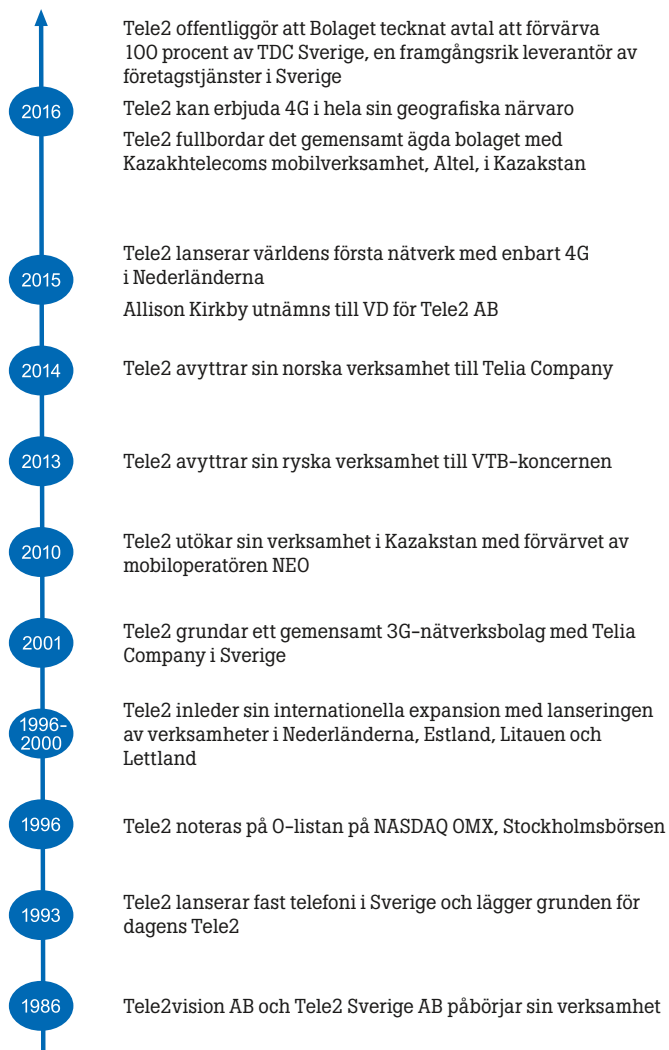 Tele2 offentliggör att Bolaget tecknat avtal att förvärva
100 procent av TDC Sverige, en framgångsrik leverantör av
företagstjänster i Sverige
2016
Tele2 kan erbjuda 4G i hela sin geografiska närvaro
Tele2 fullbordar det gemensamt ägda bolaget med
Kazakhtelecoms mobilverksamhet, Altel, i Kazakstan
2015
Tele2 lanserar världens första nätverk med enbart 4G
i Nederländerna
Allison Kirkby utnämns till VD för Tele2 AB
2014
Tele2 avyttrar sin norska verksamhet till Telia Company
2013
Tele2 avyttrar sin ryska verksamhet till VTB-koncernen
2010
Tele2 utökar sin verksamhet i Kazakstan med förvärvet av
mobiloperatören NEO
2001
Tele2 grundar ett gemensamt 3G-nätverksbolag med Telia
Company i Sverige
1996-
2000
Tele2 inleder sin internationella expansion med lanseringen
av verksamheter i Nederländerna, Estland, Litauen och
Lettland
1996
Tele2 noteras på O-listan på NASDAQ OMX, Stockholmsbörsen
1993
Tele2 lanserar fast telefoni i Sverige och lägger grunden för
dagens Tele2
1986
Tele2vision AB och Tele2 Sverige AB påbörjar sin verksamhet